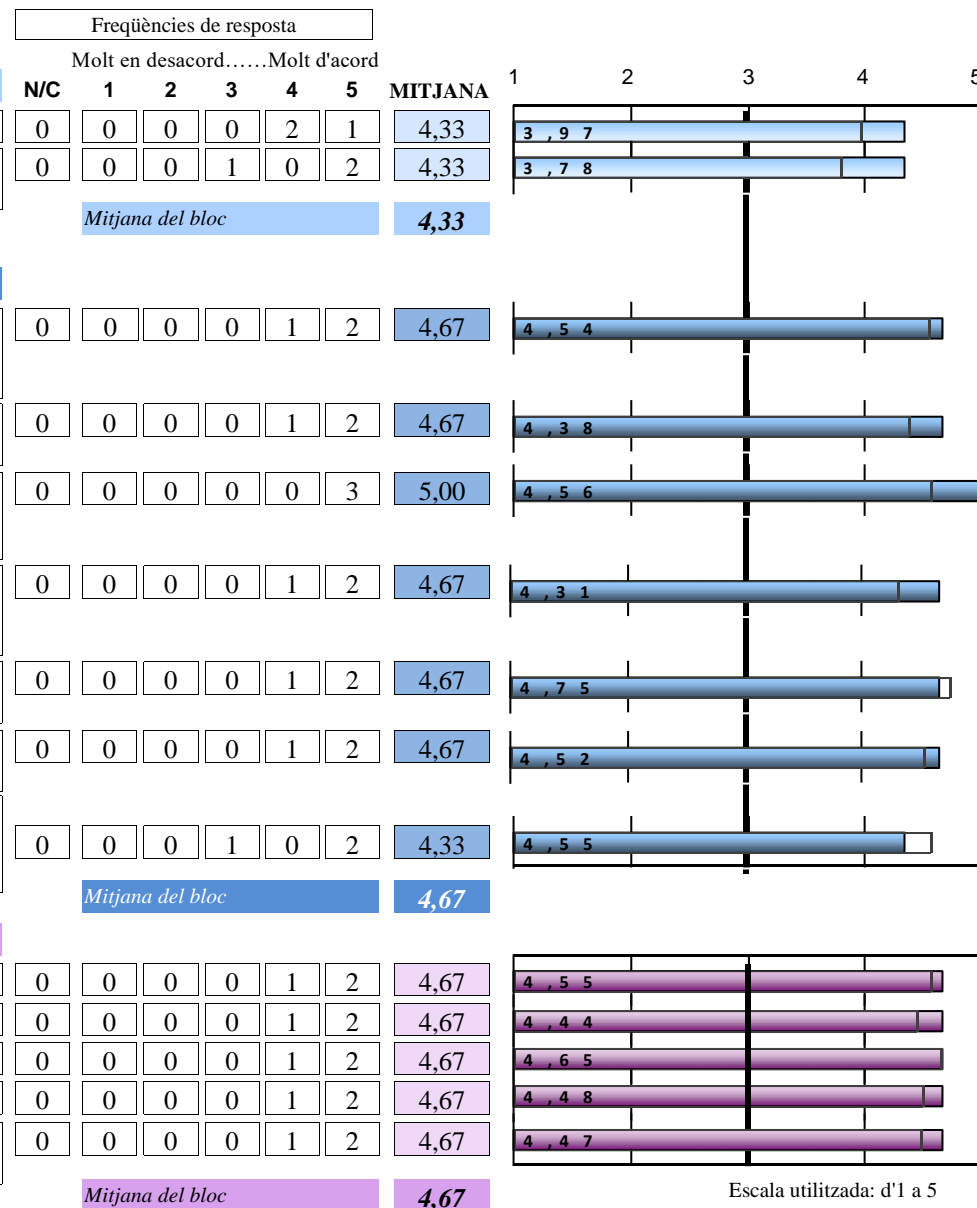 Freqüències de resposta
Molt en desacord……Molt d'acord
N/C 1 2 3 4 5 MITJANA 1 2 3 4 5
0 0 0 0 2 1 4,33 3,97
0 0 0 1 0 2 4,33 3,78
Mitjana del bloc 4,33
0 0 0 0 1 2 4,67 4,54
0 0 0 0 1 2 4,67 4,38
0 0 0 0 0 3 5,00 4,56
0 0 0 0 1 2 4,67 4,31
0 0 0 0 1 2 4,67 4,75
0 0 0 0 1 2 4,67 4,52
0 0 0 1 0 2 4,33 4,55
Mitjana del bloc 4,67
0 0 0 0 1 2 4,67 4,55
0 0 0 0 1 2 4,67 4,44
0 0 0 0 1 2 4,67 4,65
0 0 0 0 1 2 4,67 4,48
0 0 0 0 1 2 4,67 4,47
Mitjana del bloc 4,67
Escala utilitzada: d'1 a 5